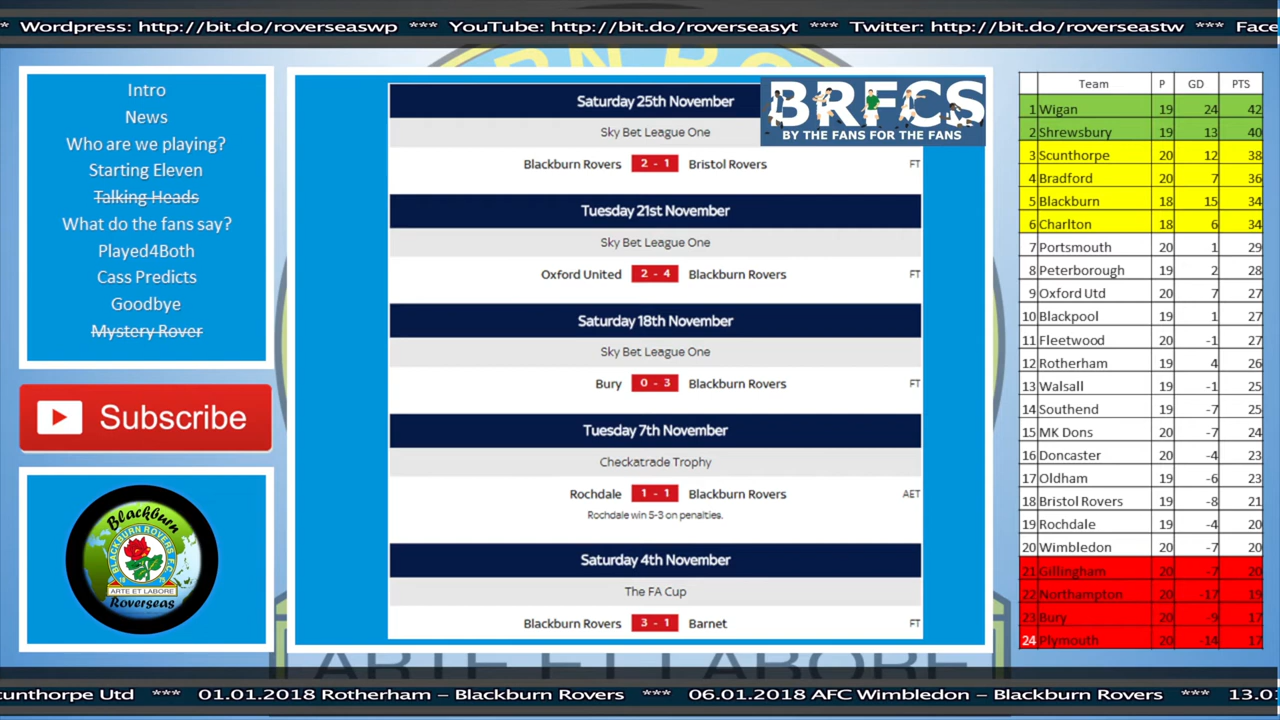 * Wordpress: http://bit.do/roverseaswp *** YouTube: http://bit.do/roverseasyt *** Twitter: http://bit.do/roverseastw *** Face
Intro
News
Who are we playing?
Starting Eleven
Talking Heads
What do the fans say?
Played4Both
Cass Predicts
Goodbye
Mystery Rover
Subscribe
Blackburn
BLACKBURN ROVERS F.C.
18 75
ARTE ET LABORE
Roverseas
BRFCS
BY THE FANS FOR THE FANS
Saturday 25th November
Sky Bet League One
Blackburn Rovers 2 - 1 Bristol Rovers FT
Tuesday 21st November
Sky Bet League One
Oxford United 2 - 4 Blackburn Rovers FT
Saturday 18th November
Sky Bet League One
Bury 0 - 3 Blackburn Rovers FT
Tuesday 7th November
Checkatrade Trophy
Rochdale 1 - 1 Blackburn Rovers AET
Rochdale win 5-3 on penalties.
Saturday 4th November
The FA Cup
Blackburn Rovers 3 - 1 Barnet FT
Team P GD PTS
1 Wigan 19 24 42
2 Shrewsbury 19 13 40
3 Scunthorpe 20 12 38
4 Bradford 20 7 36
5 Blackburn 18 15 34
6 Charlton 18 6 34
7 Portsmouth 20 1 29
8 Peterborough 19 2 28
9 Oxford Utd 20 7 27
10 Blackpool 19 1 27
11 Fleetwood 20 -1 27
12 Rotherham 19 4 26
13 Walsall 19 -1 25
14 Southend 19 -7 25
15 MK Dons 20 -7 24
16 Doncaster 20 -4 23
17 Oldham 19 -6 23
18 Bristol Rovers 19 -8 21
19 Rochdale 19 -4 20
20 Wimbledon 20 -7 20
21 Gillingham 20 -7 20
22 Northampton 20 -17 19
23 Bury 20 -9 17
24 Plymouth 20 -14 17
ARTE ET LABORE
cunthorpe Utd *** 01.01.2018 Rotherham – Blackburn Rovers *** 06.01.2018 AFC Wimbledon – Blackburn Rovers *** 13.01